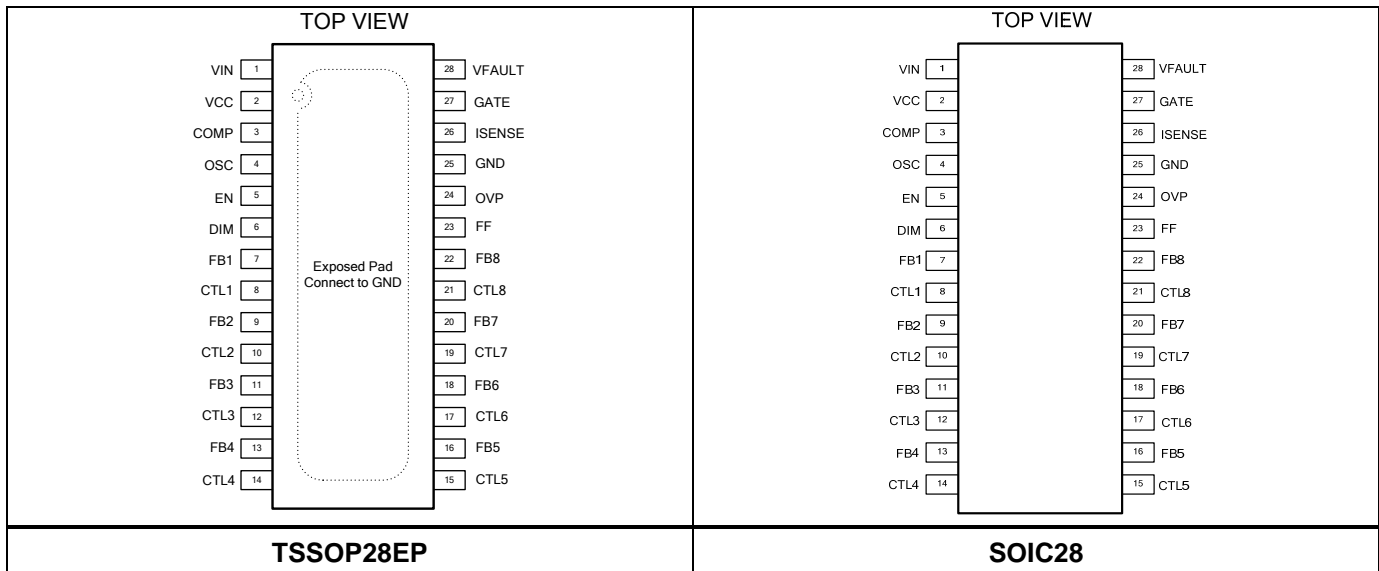 TOP VIEW
VIN 1 28 VFAULT
VCC 2 27 GATE
COMP 3 26 ISENSE
OSC 4 25 GND
EN 5 24 OVP
DIM 6 23 FF
FB1 7 22 FB8
CTL1 8 21 CTL8
FB2 9 20 FB7
CTL2 10 19 CTL7
FB3 11 18 FB6
CTL3 12 17 CTL6
FB4 13 16 FB5
CTL4 14 15 CTL5
Exposed Pad
Connect to GND
TSSOP28EP
TOP VIEW
VIN 1 28 VFAULT
VCC 2 27 GATE
COMP 3 26 ISENSE
OSC 4 25 GND
EN 5 24 OVP
DIM 6 23 FF
FB1 7 22 FB8
CTL1 8 21 CTL8
FB2 9 20 FB7
CTL2 10 19 CTL7
FB3 11 18 FB6
CTL3 12 17 CTL6
FB4 13 16 FB5
CTL4 14 15 CTL5
SOIC28